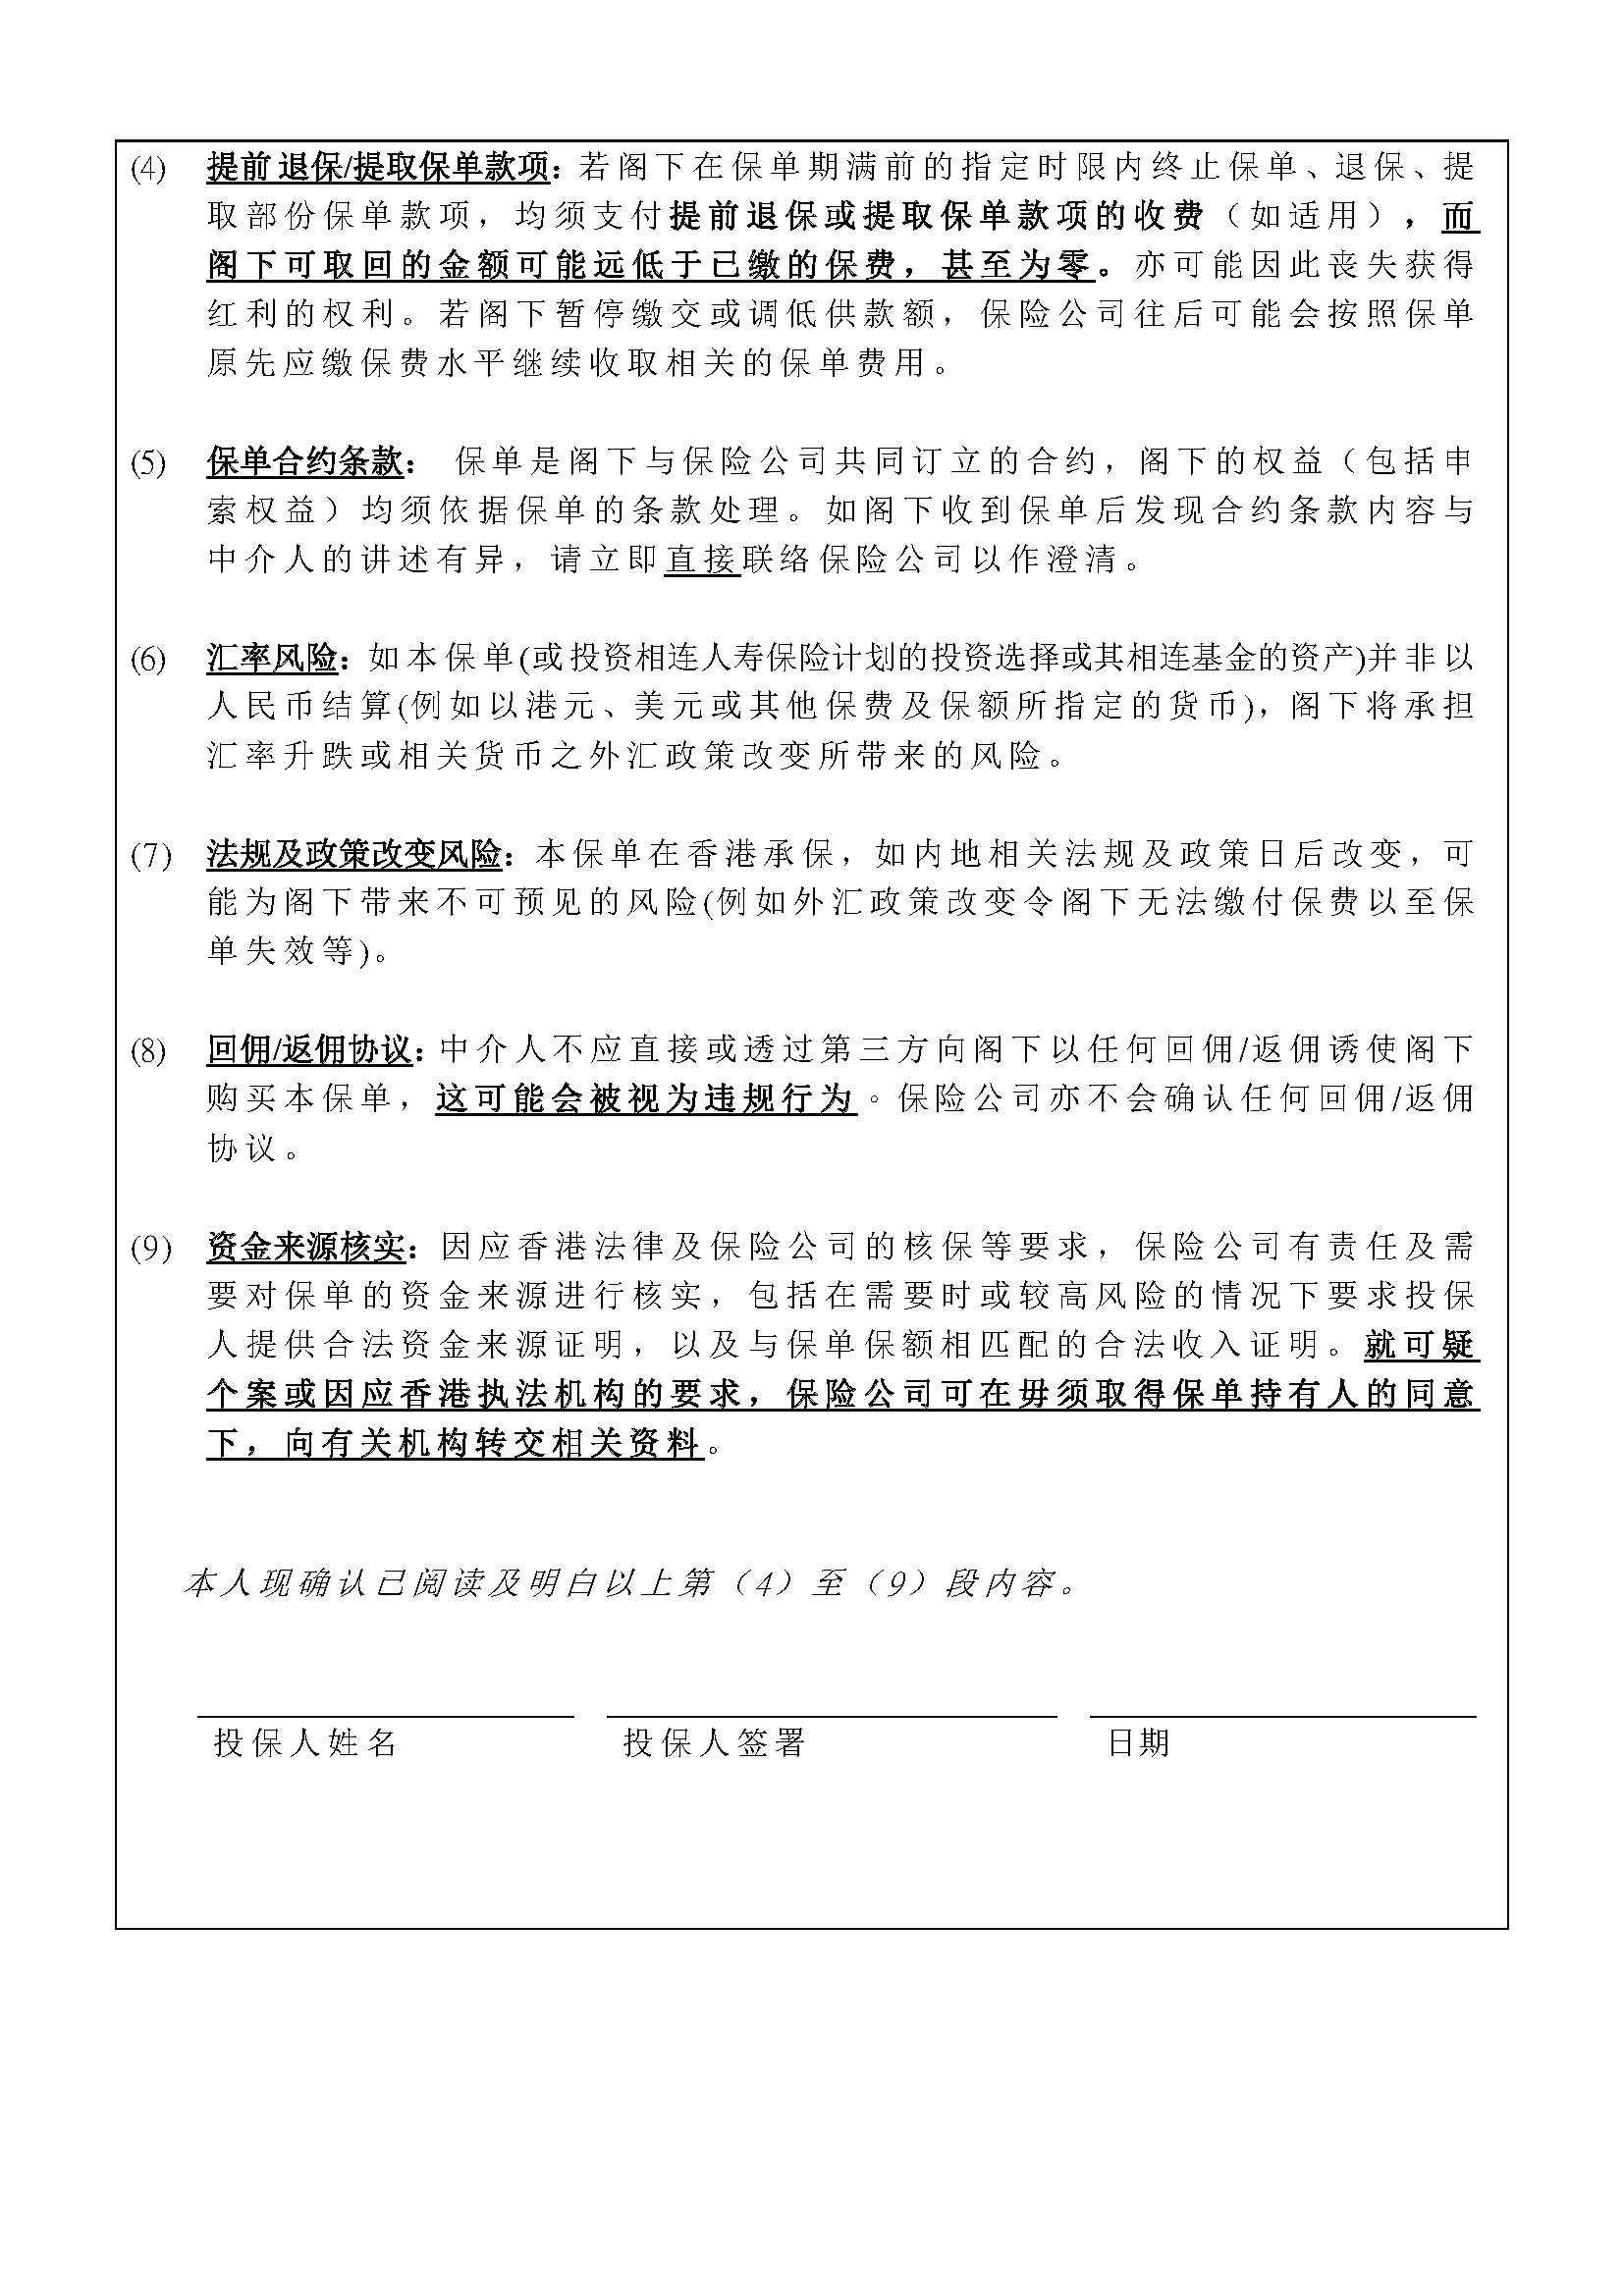 (4) 提前退保/提取保单款项：若阁下在保单期满前的指定时限内终止保单、退保、提
取部份保单款项，均须支付提前退保或提取保单款项的收费（如适用），而
阁下可取回的金额可能远低于已缴的保费，甚至为零。亦可能因此丧失获得
红利的权利。若阁下暂停缴交或调低供款额，保险公司往后可能会按照保单
原先应缴保费水平继续收取相关的保单费用。
(5) 保单合约条款： 保单是阁下与保险公司共同订立的合约，阁下的权益（包括申
索权益）均须依据保单的条款处理。如阁下收到保单后发现合约条款内容与
中介人的讲述有异，请立即直接联络保险公司以作澄清。
(6) 汇率风险：如本保单(或投资相连人寿保险计划的投资选择或其相连基金的资产)并非以
人民币结算(例如以港元、美元或其他保费及保额所指定的货币)，阁下将承担
汇率升跌或相关货币之外汇政策改变所带来的风险。
(7) 法规及政策改变风险：本保单在香港承保，如内地相关法规及政策日后改变，可
能为阁下带来不可预见的风险(例如外汇政策改变令阁下无法缴付保费以至保
单失效等)。
(8) 回佣/返佣协议：中介人不应直接或透过第三方向阁下以任何回佣/返佣诱使阁下
购买本保单，这可能会被视为违规行为。保险公司亦不会确认任何回佣/返佣
协议。
(9) 资金来源核实：因应香港法律及保险公司的核保等要求，保险公司有责任及需
要对保单的资金来源进行核实，包括在需要时或较高风险的情况下要求投保
人提供合法资金来源证明，以及与保单保额相匹配的合法收入证明。就可疑
个案或因应香港执法机构的要求，保险公司可在毋须取得保单持有人的同意
下，向有关机构转交相关资料。
本人现确认已阅读及明白以上第（4）至（9）段内容。
投保人姓名 投保人签署 日期